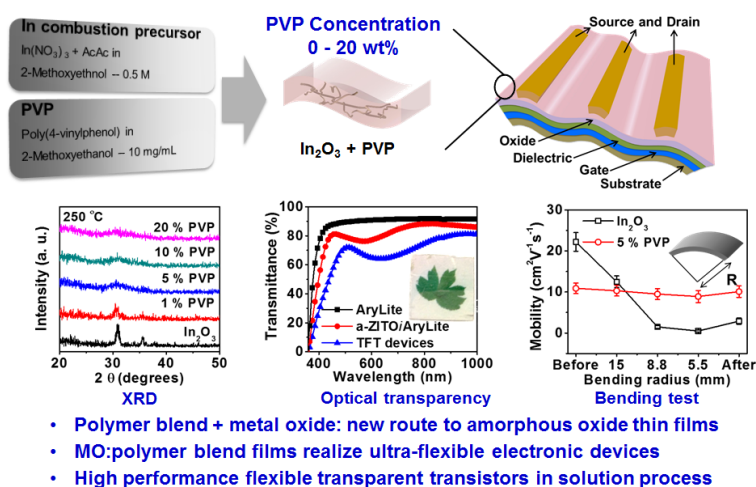 In combustion precursor
In(NO₃)₃ + AcAc in
2-Methoxyethnol -- 0.5 M
PVP
Poly(4-vinylphenol) in
2-Methoxyethanol – 10 mg/mL
PVP Concentration
0 - 20 wt%
In₂O₃ + PVP
Source and Drain
Oxide
Dielectric
Gate
Substrate
Intensity (a. u.)
250 °C
20 % PVP
10 % PVP
5 % PVP
1 % PVP
In₂O₃
20 30 40 50
2 θ (degrees)
XRD
Transmittance (%)
100
80
60
40
20
0
AryLite
a-ZITO/AryLite
TFT devices
400 600 800 1000
Wavelength (nm)
Optical transparency
Mobility (cm²V⁻¹s⁻¹)
30
20
10
0
In₂O₃
5 % PVP
R
Before 15 8.8 5.5 After
Bending radius (mm)
Bending test
• Polymer blend + metal oxide: new route to amorphous oxide thin films
• MO:polymer blend films realize ultra-flexible electronic devices
• High performance flexible transparent transistors in solution process